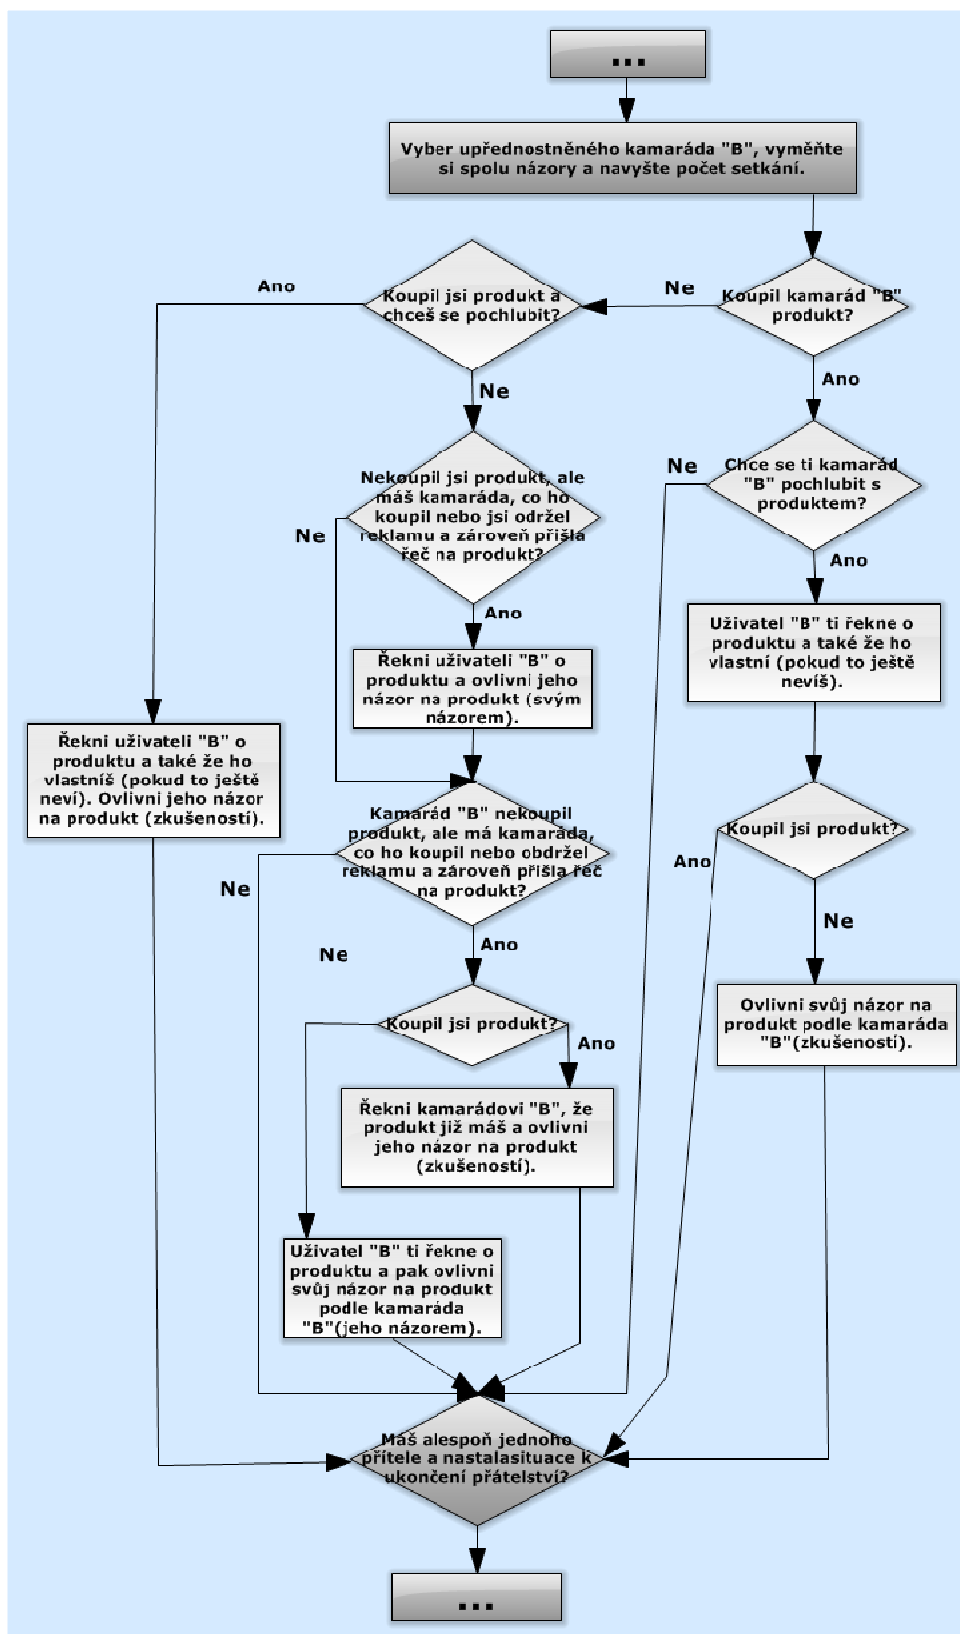 ...
Vyber upřednostněného kamaráda "B", vyměňte
si spolu názory a navyšte počet setkání.
Koupil kamarád "B"
produkt?
Ne
Koupil jsi produkt a
chceš se pochlubit?
Ano
Ano
Ne
Chce se ti kamarád
"B" pochlubit s
produktem?
Ne
Nekoupil jsi produkt, ale
máš kamaráda, co ho
koupil nebo jsi održel
reklamu a zároveň přišla
řeč na produkt?
Ne
Ano
Ano
Uživatel "B" ti řekne o
produktu a také že ho
vlastní (pokud to ještě
nevíš).
Řekni uživateli "B" o
produktu a ovlivni jeho
názor na produkt (svým
názorem).
Řekni uživateli "B" o
produktu a také že ho
vlastníš (pokud to ještě
neví). Ovlivni jeho názor
na produkt (zkušeností).
Kamarád "B" nekoupil
produkt, ale má kamaráda,
co ho koupil nebo obdržel
reklamu a zároveň přišla řeč
na produkt?
Koupil jsi produkt?
Ano
Ne
Ne
Ano
Ne
Koupil jsi produkt?
Ano
Ovlivni svůj názor na
produkt podle kamaráda
"B"(zkušeností).
Řekni kamarádovi "B", že
produkt již máš a ovlivni
jeho názor na produkt
(zkušeností).
Uživatel "B" ti řekne o
produktu a pak ovlivni
svůj názor na produkt
podle kamaráda
"B"(jeho názorem).
Máš alespoň jednoho
přítele a nastalasituace k
ukončení přátelství?
...